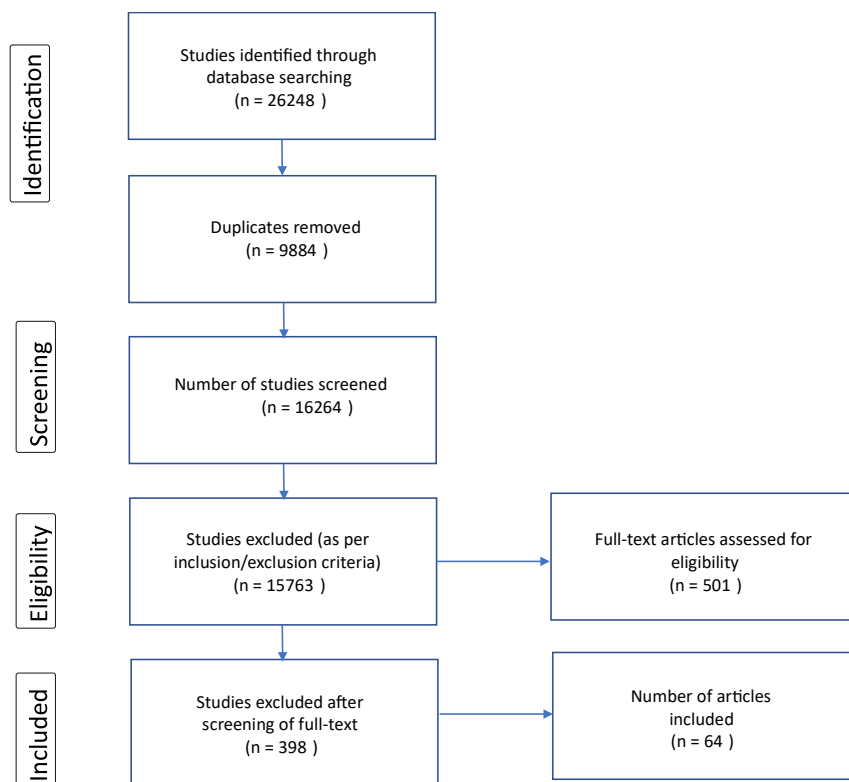 Identification
Studies identified through
database searching
(n = 26248 )
Duplicates removed
(n = 9884 )
Screening
Number of studies screened
(n = 16264 )
Eligibility
Studies excluded (as per
inclusion/exclusion criteria)
(n = 15763 )
Full-text articles assessed for
eligibility
(n = 501 )
Included
Studies excluded after
screening of full-text
(n = 398 )
Number of articles
included
(n = 64 )